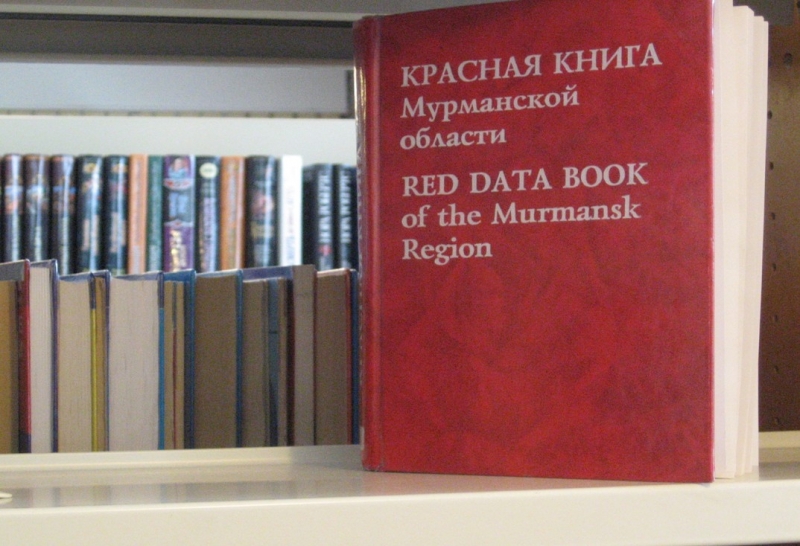 КРАСНАЯ КНИГА
Мурманской
области
RED DATA BOOK
of the Murmansk
Region